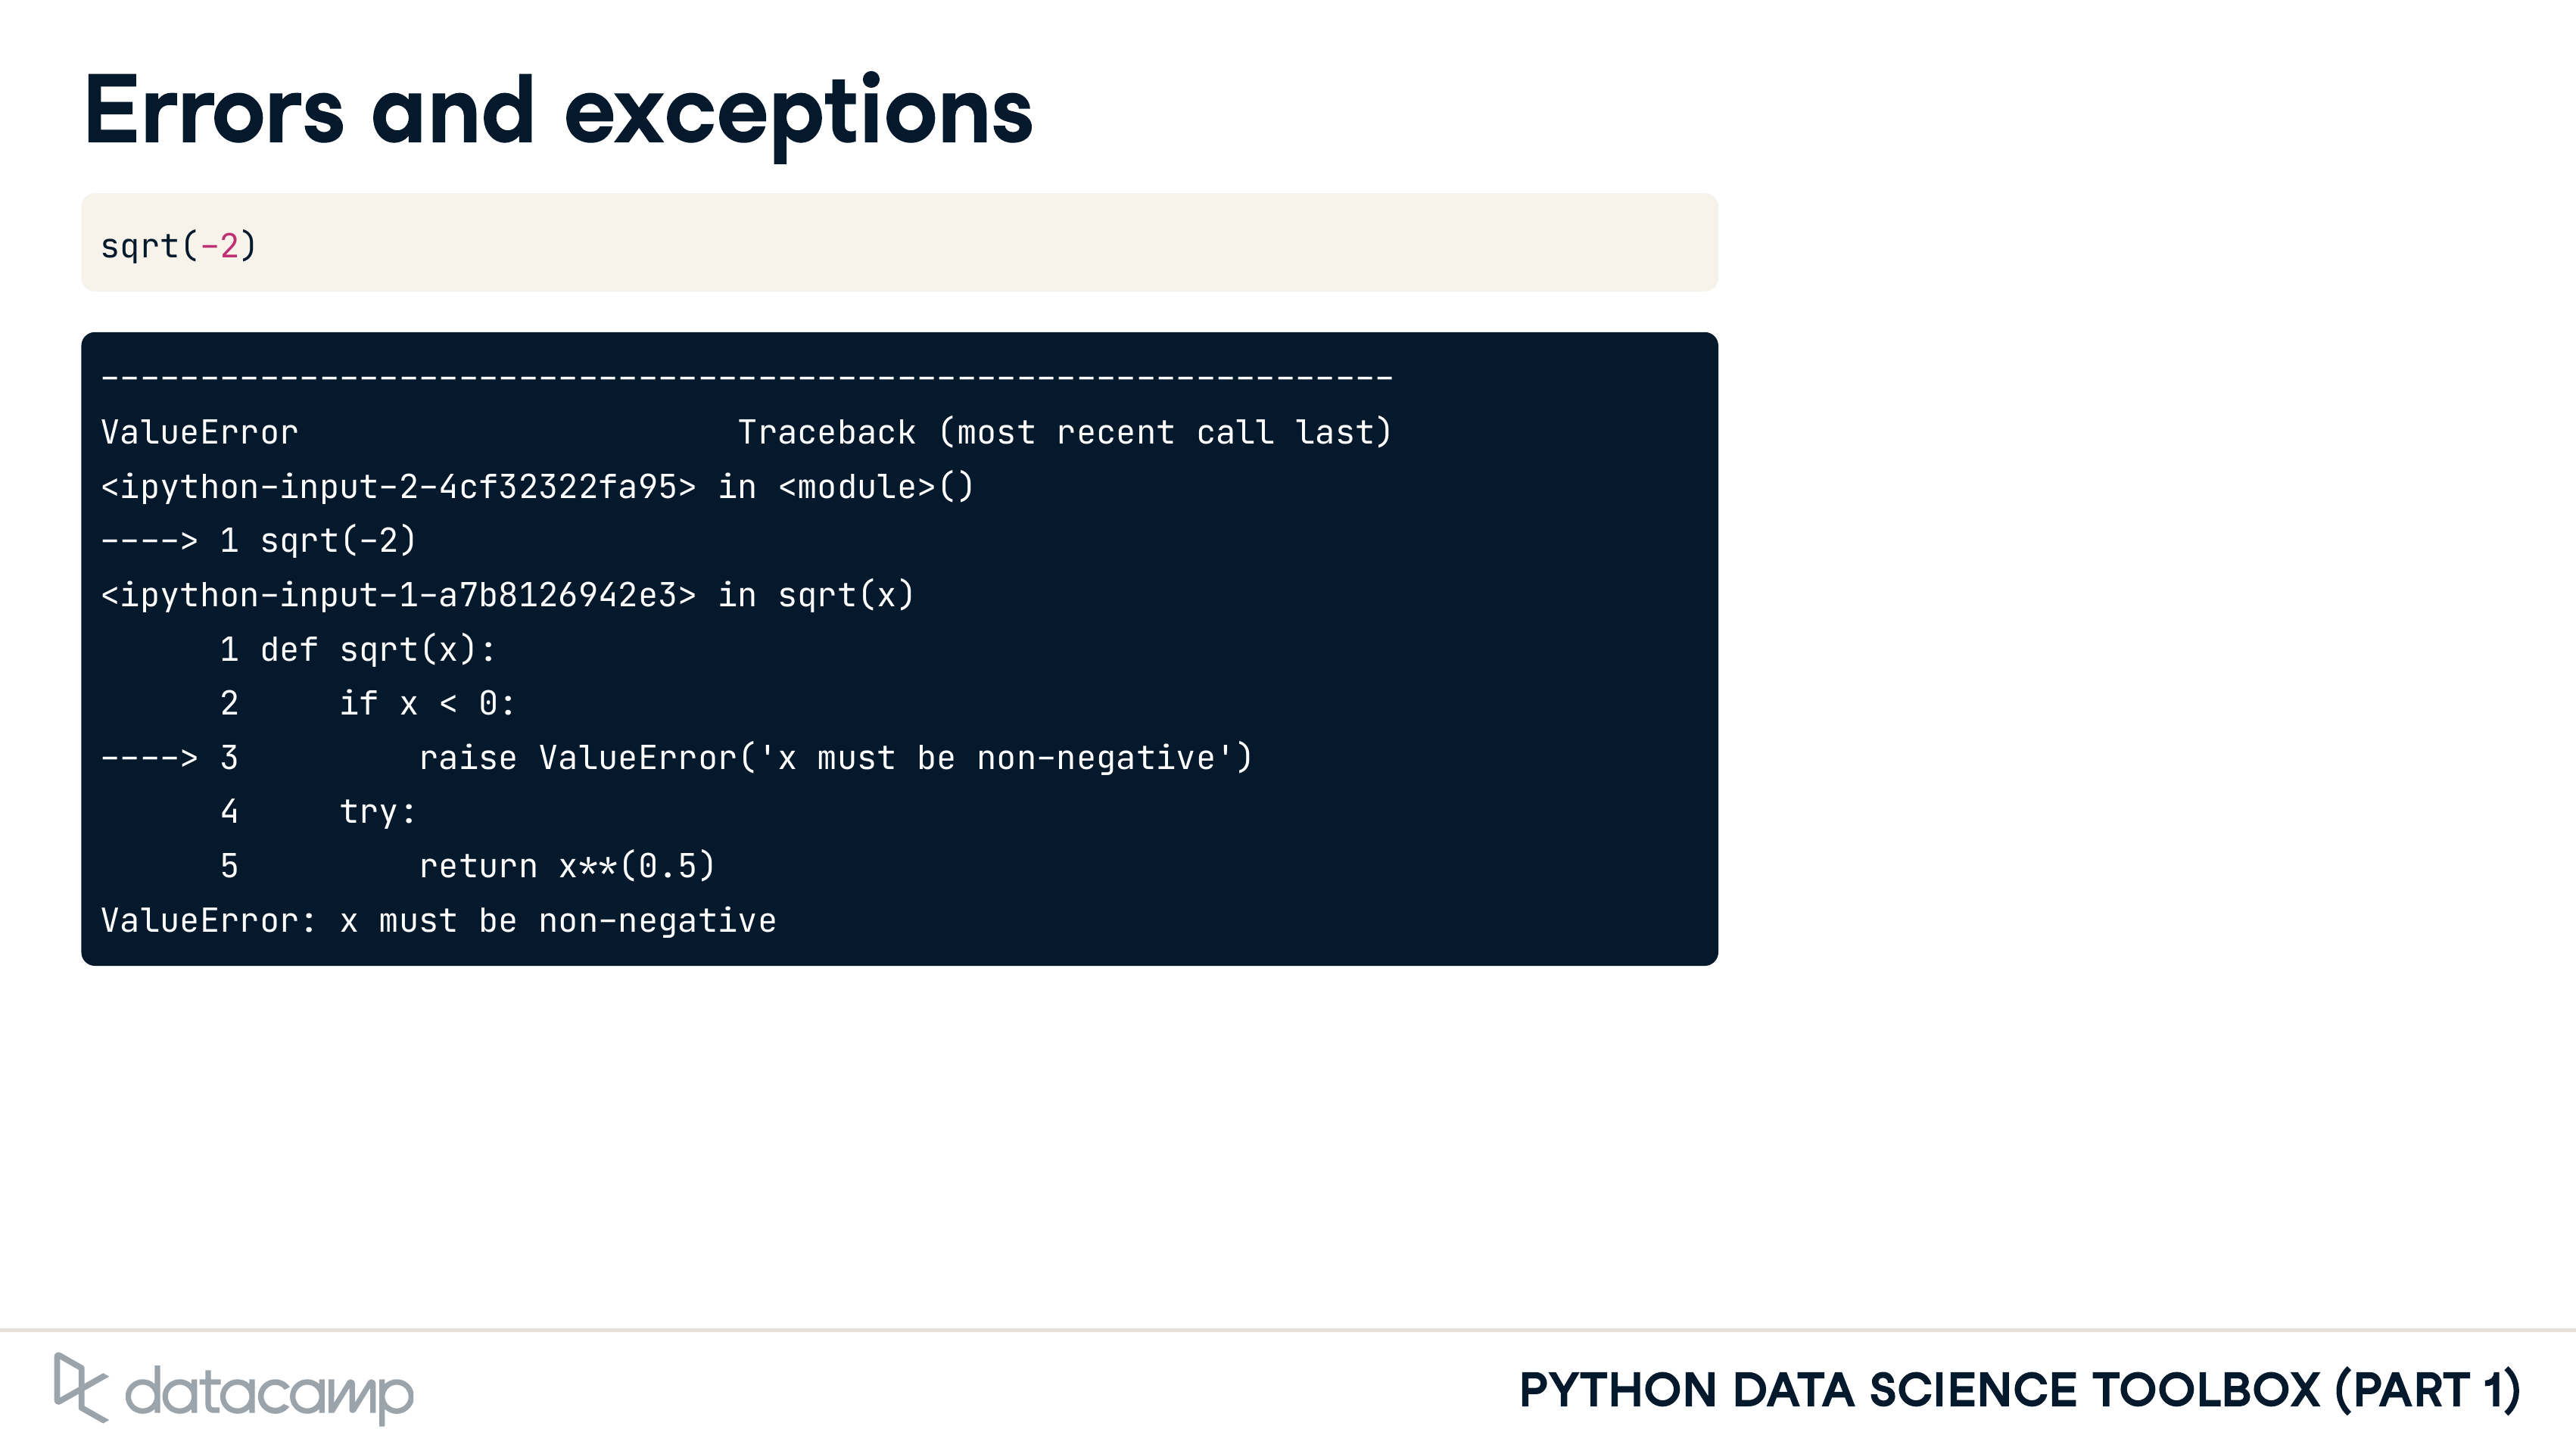 Errors and exceptions
sqrt(-2)
-----------------------------------------------------------------
ValueError                      Traceback (most recent call last)
<ipython-input-2-4cf32322fa95> in <module>()
----> 1 sqrt(-2)
<ipython-input-1-a7b8126942e3> in sqrt(x)
      1 def sqrt(x):
      2     if x < 0:
----> 3         raise ValueError('x must be non-negative')
      4     try:
      5         return x**(0.5)
ValueError: x must be non-negative
datacamp
PYTHON DATA SCIENCE TOOLBOX (PART 1)